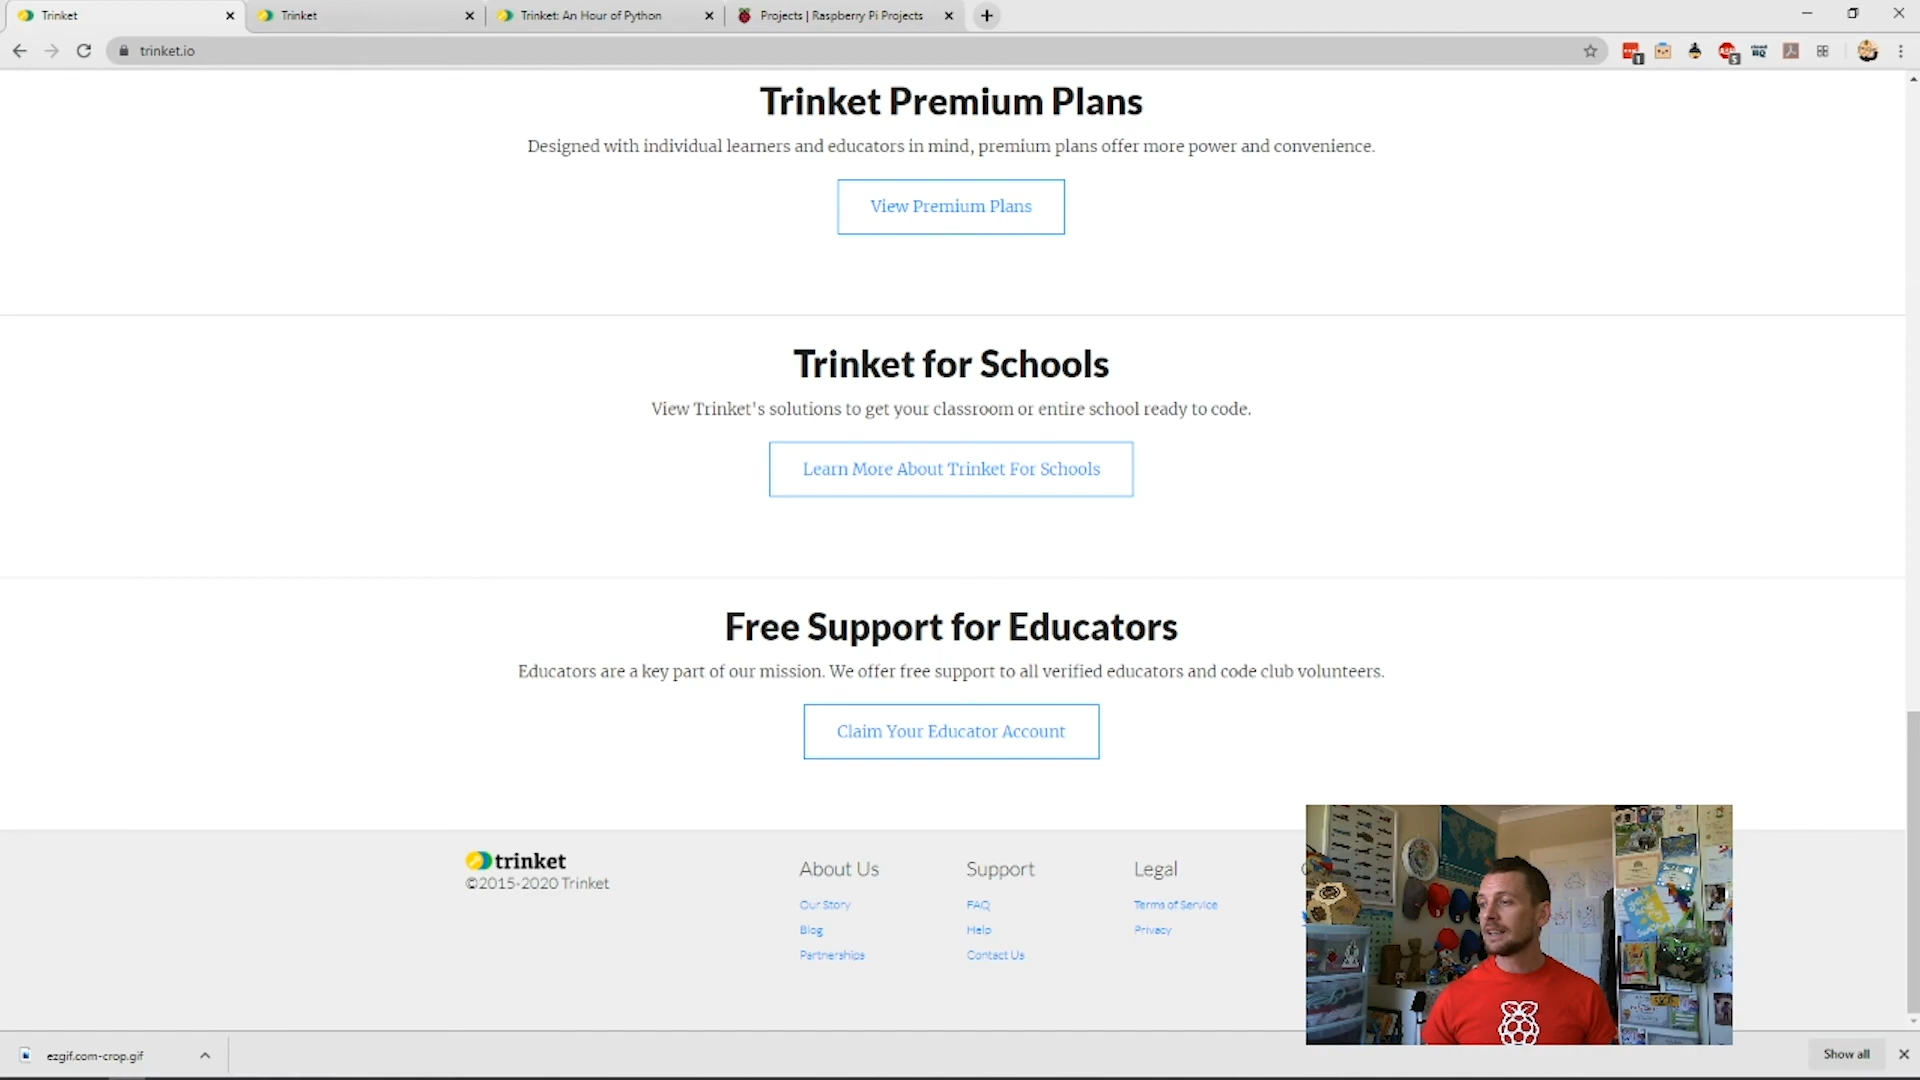 Trinket
Trinket
Trinket: An Hour of Python
Projects | Raspberry Pi Projects
trinket.io
Trinket Premium Plans
Designed with individual learners and educators in mind, premium plans offer more power and convenience.
View Premium Plans
Trinket for Schools
View Trinket's solutions to get your classroom or entire school ready to code.
Learn More About Trinket For Schools
Free Support for Educators
Educators are a key part of our mission. We offer free support to all verified educators and code club volunteers.
Claim Your Educator Account
trinket
©2015-2020 Trinket
About Us
Our Story
Blog
Partnerships
Support
FAQ
Help
Contact Us
Legal
Terms of Service
Privacy
ezgif.com-crop.gif
Show all